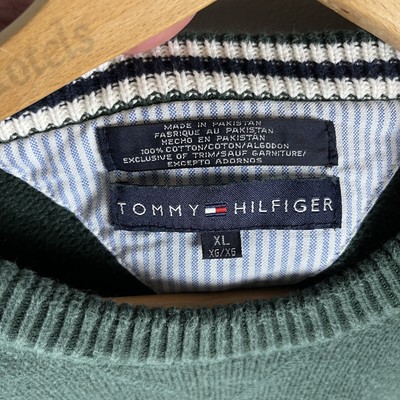 MADE IN PAKISTAN
FABRIQUÉ AU PAKISTAN
HECHO EN PAKISTAN
100% COTTON/COTON/ALGODON
EXCLUSIVE OF TRIM/SAUF GARNITURE/
EXCEPTO ADORNOS
TOMMY HILFIGER
XL
XG/XG